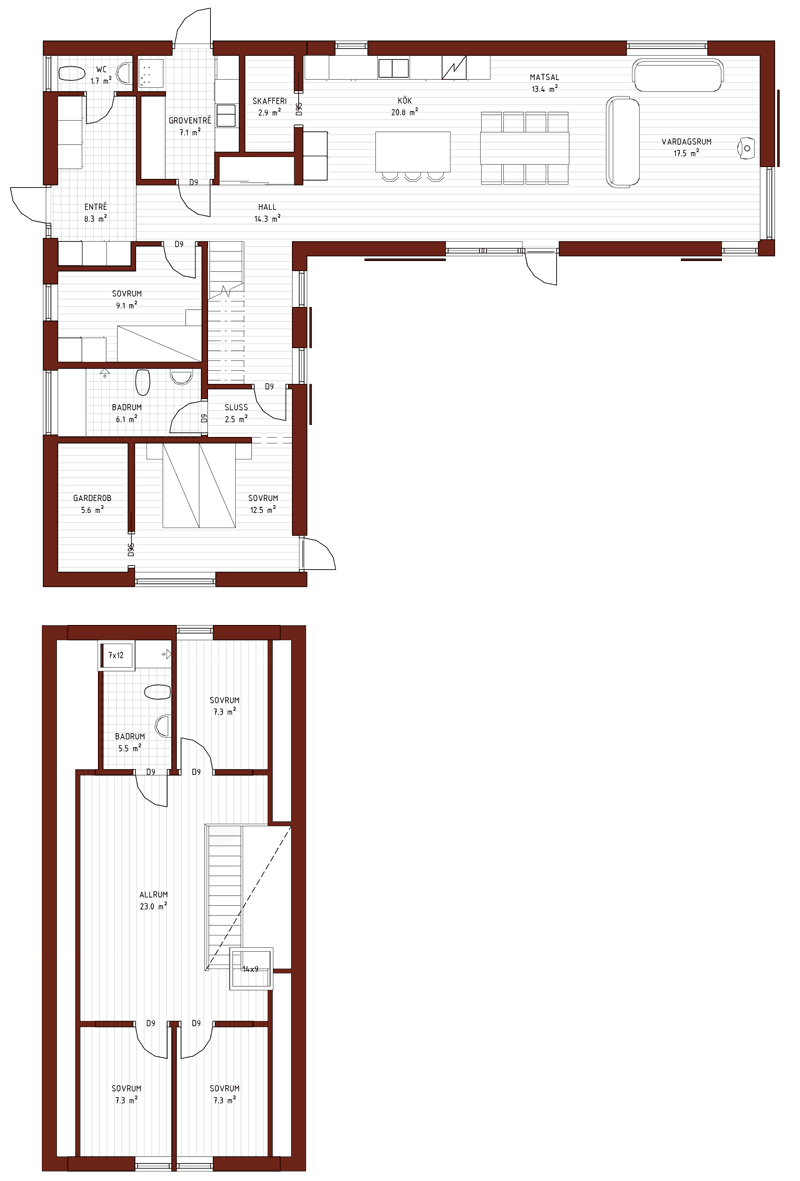 WC
1.7 m²
SKAFFERI
2.9 m²
D9S
KÖK
20.8 m²
MATSAL
13.4 m²
GROVENTRÉ
7.1 m²
VARDAGSRUM
17.5 m²
D9
ENTRÉ
8.3 m²
HALL
14.3 m²
D9
SOVRUM
9.1 m²
D9
BADRUM
6.1 m²
D9
SLUSS
2.5 m²
GARDEROB
5.6 m²
SOVRUM
12.5 m²
D9S
7x12
SOVRUM
7.3 m²
BADRUM
5.5 m²
D9
D9
ALLRUM
23.0 m²
14x9
D9
D9
SOVRUM
7.3 m²
SOVRUM
7.3 m²